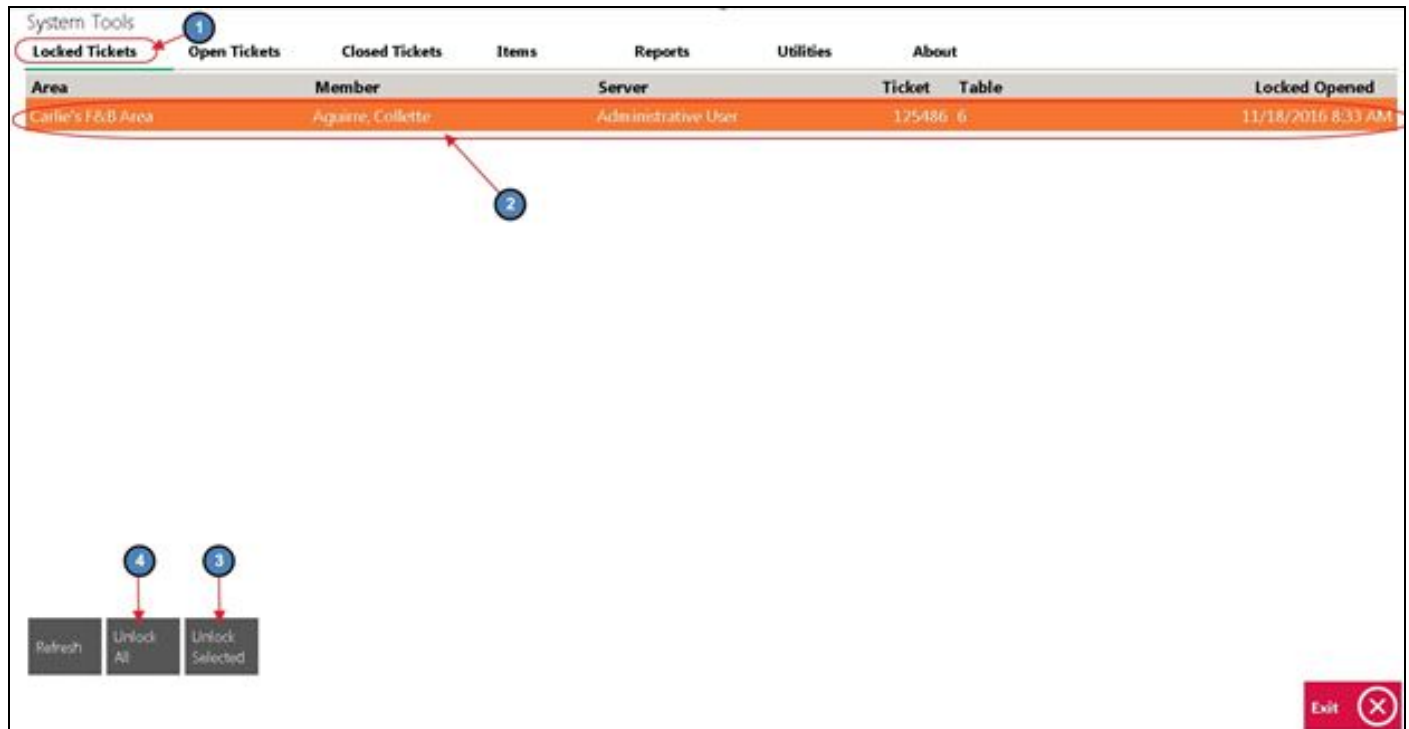 System Tools
1
Locked Tickets Open Tickets Closed Tickets Items Reports Utilities About
Area Member Server Ticket Table Locked Opened
Carlie's F&B Area Aguirre, Collette Administrative User 125486 6 11/18/2016 8:33 AM
2
4 3
Refresh Unlock All Unlock Selected
Exit